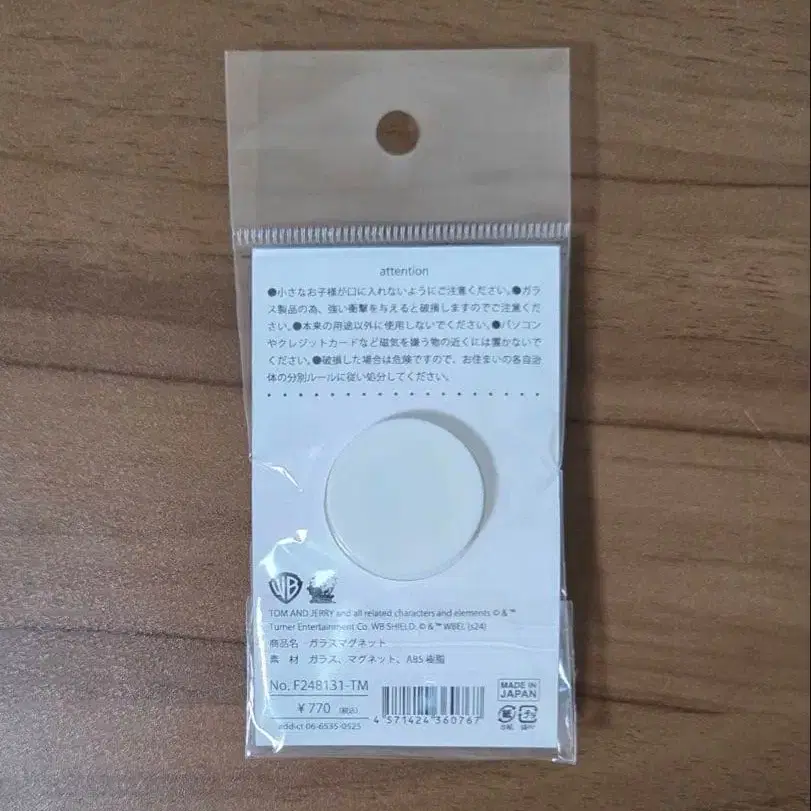 attention
●小さなお子様が口に入れないようにご注意ください。●ガラ
ス製品の為、強い衝撃を与えると破損しますのでご注意くだ
さい。●本来の用途以外に使用しないでください。●パソコン
やクレジットカードなど磁気を嫌う物の近くには置かないで
ください。●破損した場合は危険ですので、お住まいの各自治
体の分別ルールに従い処分してください。
WB
TOM AND JERRY and all related characters and elements © & ™
Turner Entertainment Co. WB SHIELD: © & ™ WBEI. (s24)
商品名 ガラスマグネット
素 材 ガラス、マグネット、ABS樹脂
No. F248131-TM
¥770 (税込)
addict 06-6535-0525
4 571424 360767
MADE IN
JAPAN